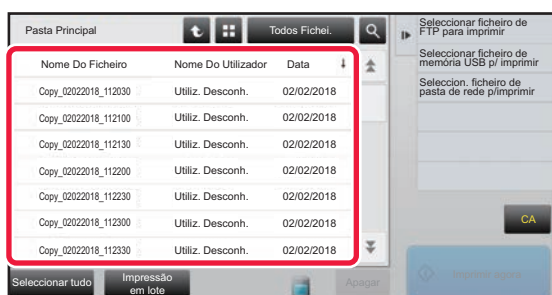 Pasta Principal
Todos Fichei.
Nome Do Ficheiro Nome Do Utilizador Data
Copy_02022018_112030 Utiliz. Desconh. 02/02/2018
Copy_02022018_112100 Utiliz. Desconh. 02/02/2018
Copy_02022018_112130 Utiliz. Desconh. 02/02/2018
Copy_02022018_112200 Utiliz. Desconh. 02/02/2018
Copy_02022018_112230 Utiliz. Desconh. 02/02/2018
Copy_02022018_112300 Utiliz. Desconh. 02/02/2018
Copy_02022018_112330 Utiliz. Desconh. 02/02/2018
Seleccionar tudo
Impressão
em lote
Apagar
Seleccionar ficheiro de
FTP para imprimir
Seleccionar ficheiro de
memória USB p/ imprimir
Seleccion. ficheiro de
pasta de rede p/imprimir
CA
Imprimir agora